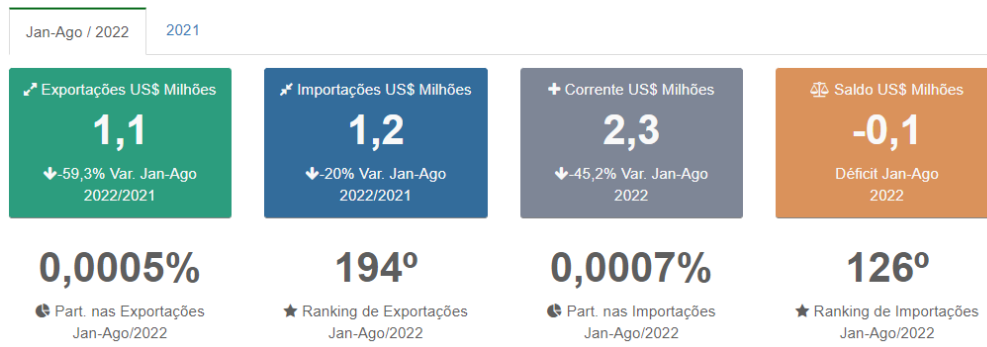 Jan-Ago / 2022
2021
Exportações US$ Milhões
1,1
-59,3% Var. Jan-Ago
2022/2021
Importações US$ Milhões
1,2
-20% Var. Jan-Ago
2022/2021
Corrente US$ Milhões
2,3
-45,2% Var. Jan-Ago
2022
Saldo US$ Milhões
-0,1
Déficit Jan-Ago
2022
0,0005%
Part. nas Exportações
Jan-Ago/2022
194º
Ranking de Exportações
Jan-Ago/2022
0,0007%
Part. nas Importações
Jan-Ago/2022
126º
Ranking de Importações
Jan-Ago/2022